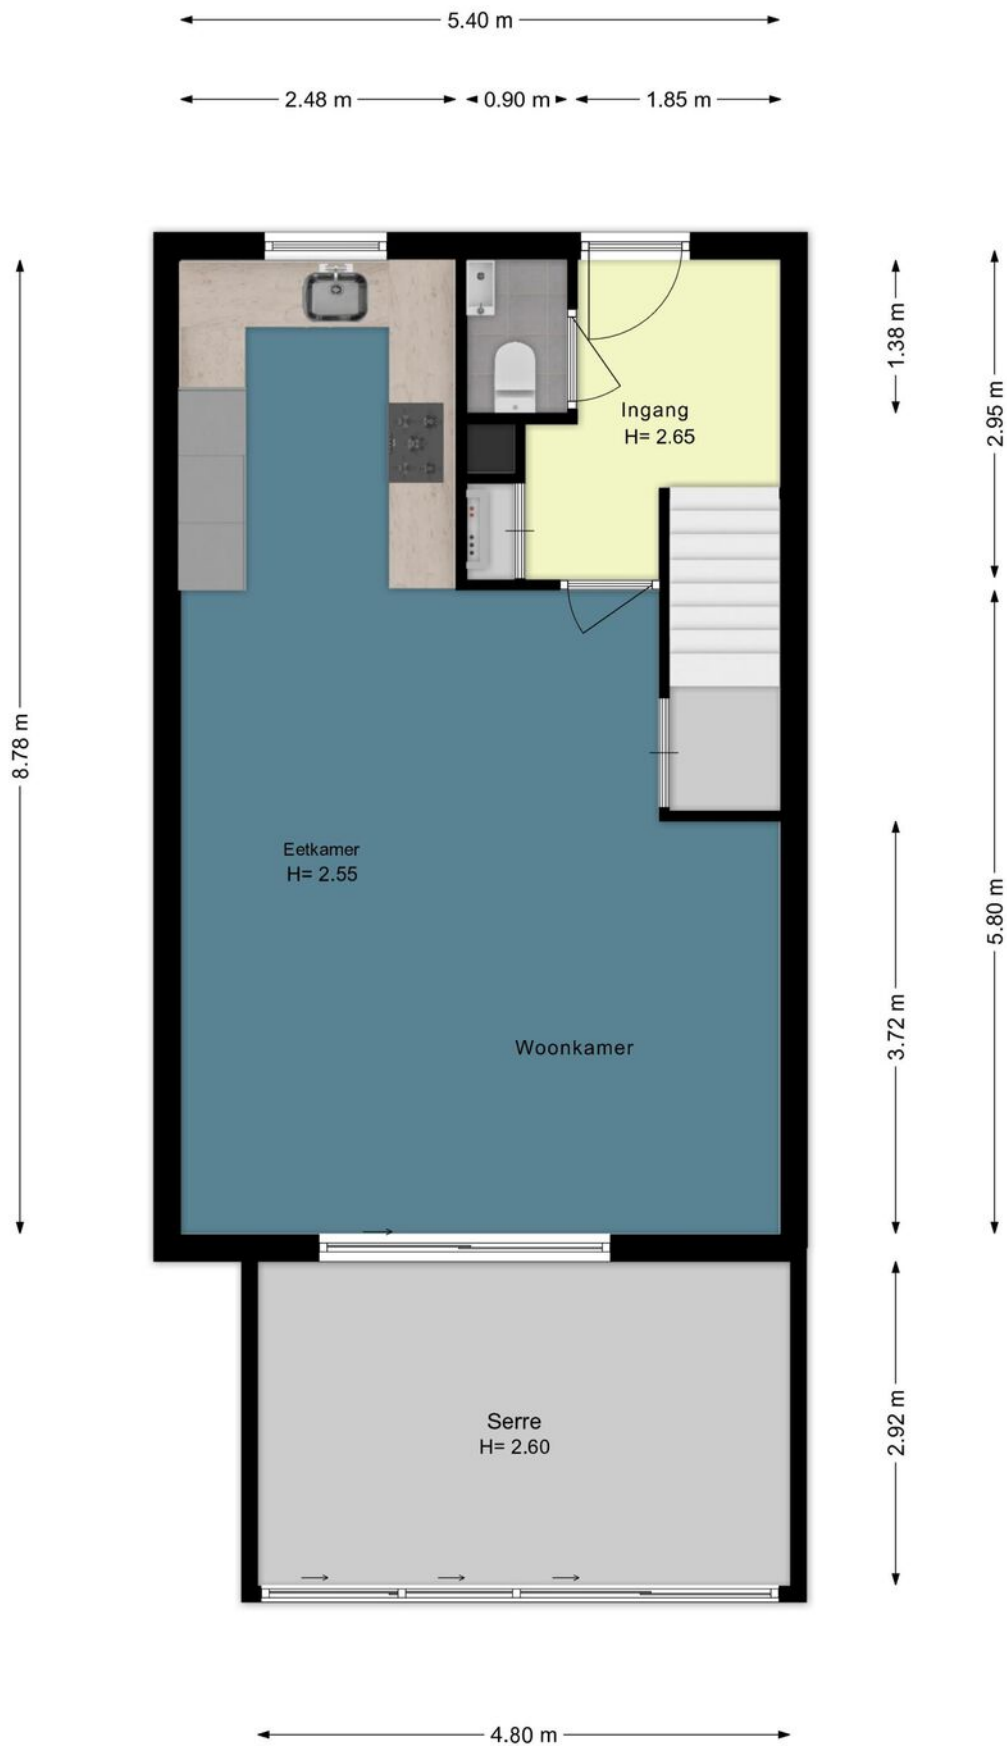 5.40 m
2.48 m
0.90 m
1.85 m
1.38 m
2.95 m
Ingang
H= 2.65
8.78 m
Eetkamer
H= 2.55
5.80 m
3.72 m
Woonkamer
2.92 m
Serre
H= 2.60
4.80 m